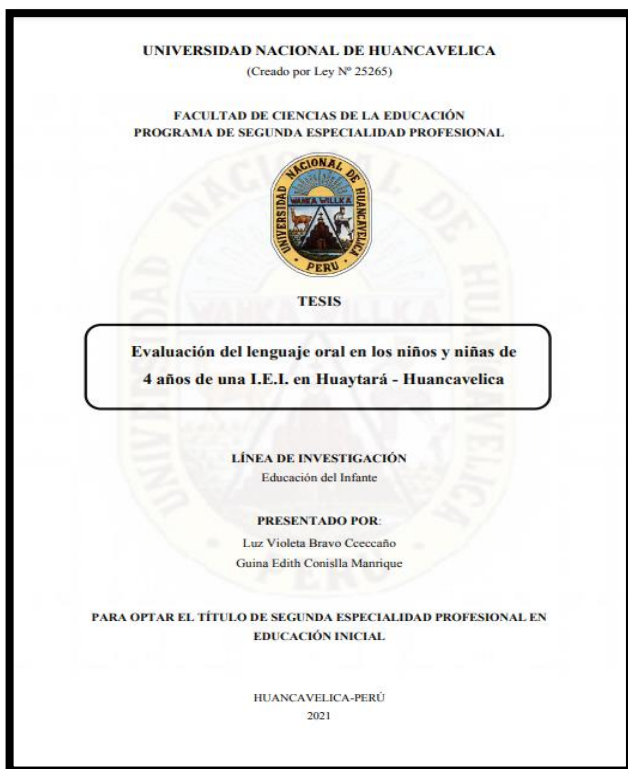 UNIVERSIDAD NACIONAL DE HUANCAVELICA
(Creado por Ley Nº 25265)
FACULTAD DE CIENCIAS DE LA EDUCACIÓN
PROGRAMA DE SEGUNDA ESPECIALIDAD PROFESIONAL
UNIVERSIDAD NACIONAL DE HUANCAVELICA
WANKA WILLKA
PERU
TESIS
Evaluación del lenguaje oral en los niños y niñas de
4 años de una I.E.I. en Huaytará - Huancavelica
LÍNEA DE INVESTIGACIÓN
Educación del Infante
PRESENTADO POR:
Luz Violeta Bravo Cceccaño
Guina Edith Conislla Manrique
PARA OPTAR EL TÍTULO DE SEGUNDA ESPECIALIDAD PROFESIONAL EN
EDUCACIÓN INICIAL
HUANCAVELICA-PERÚ
2021